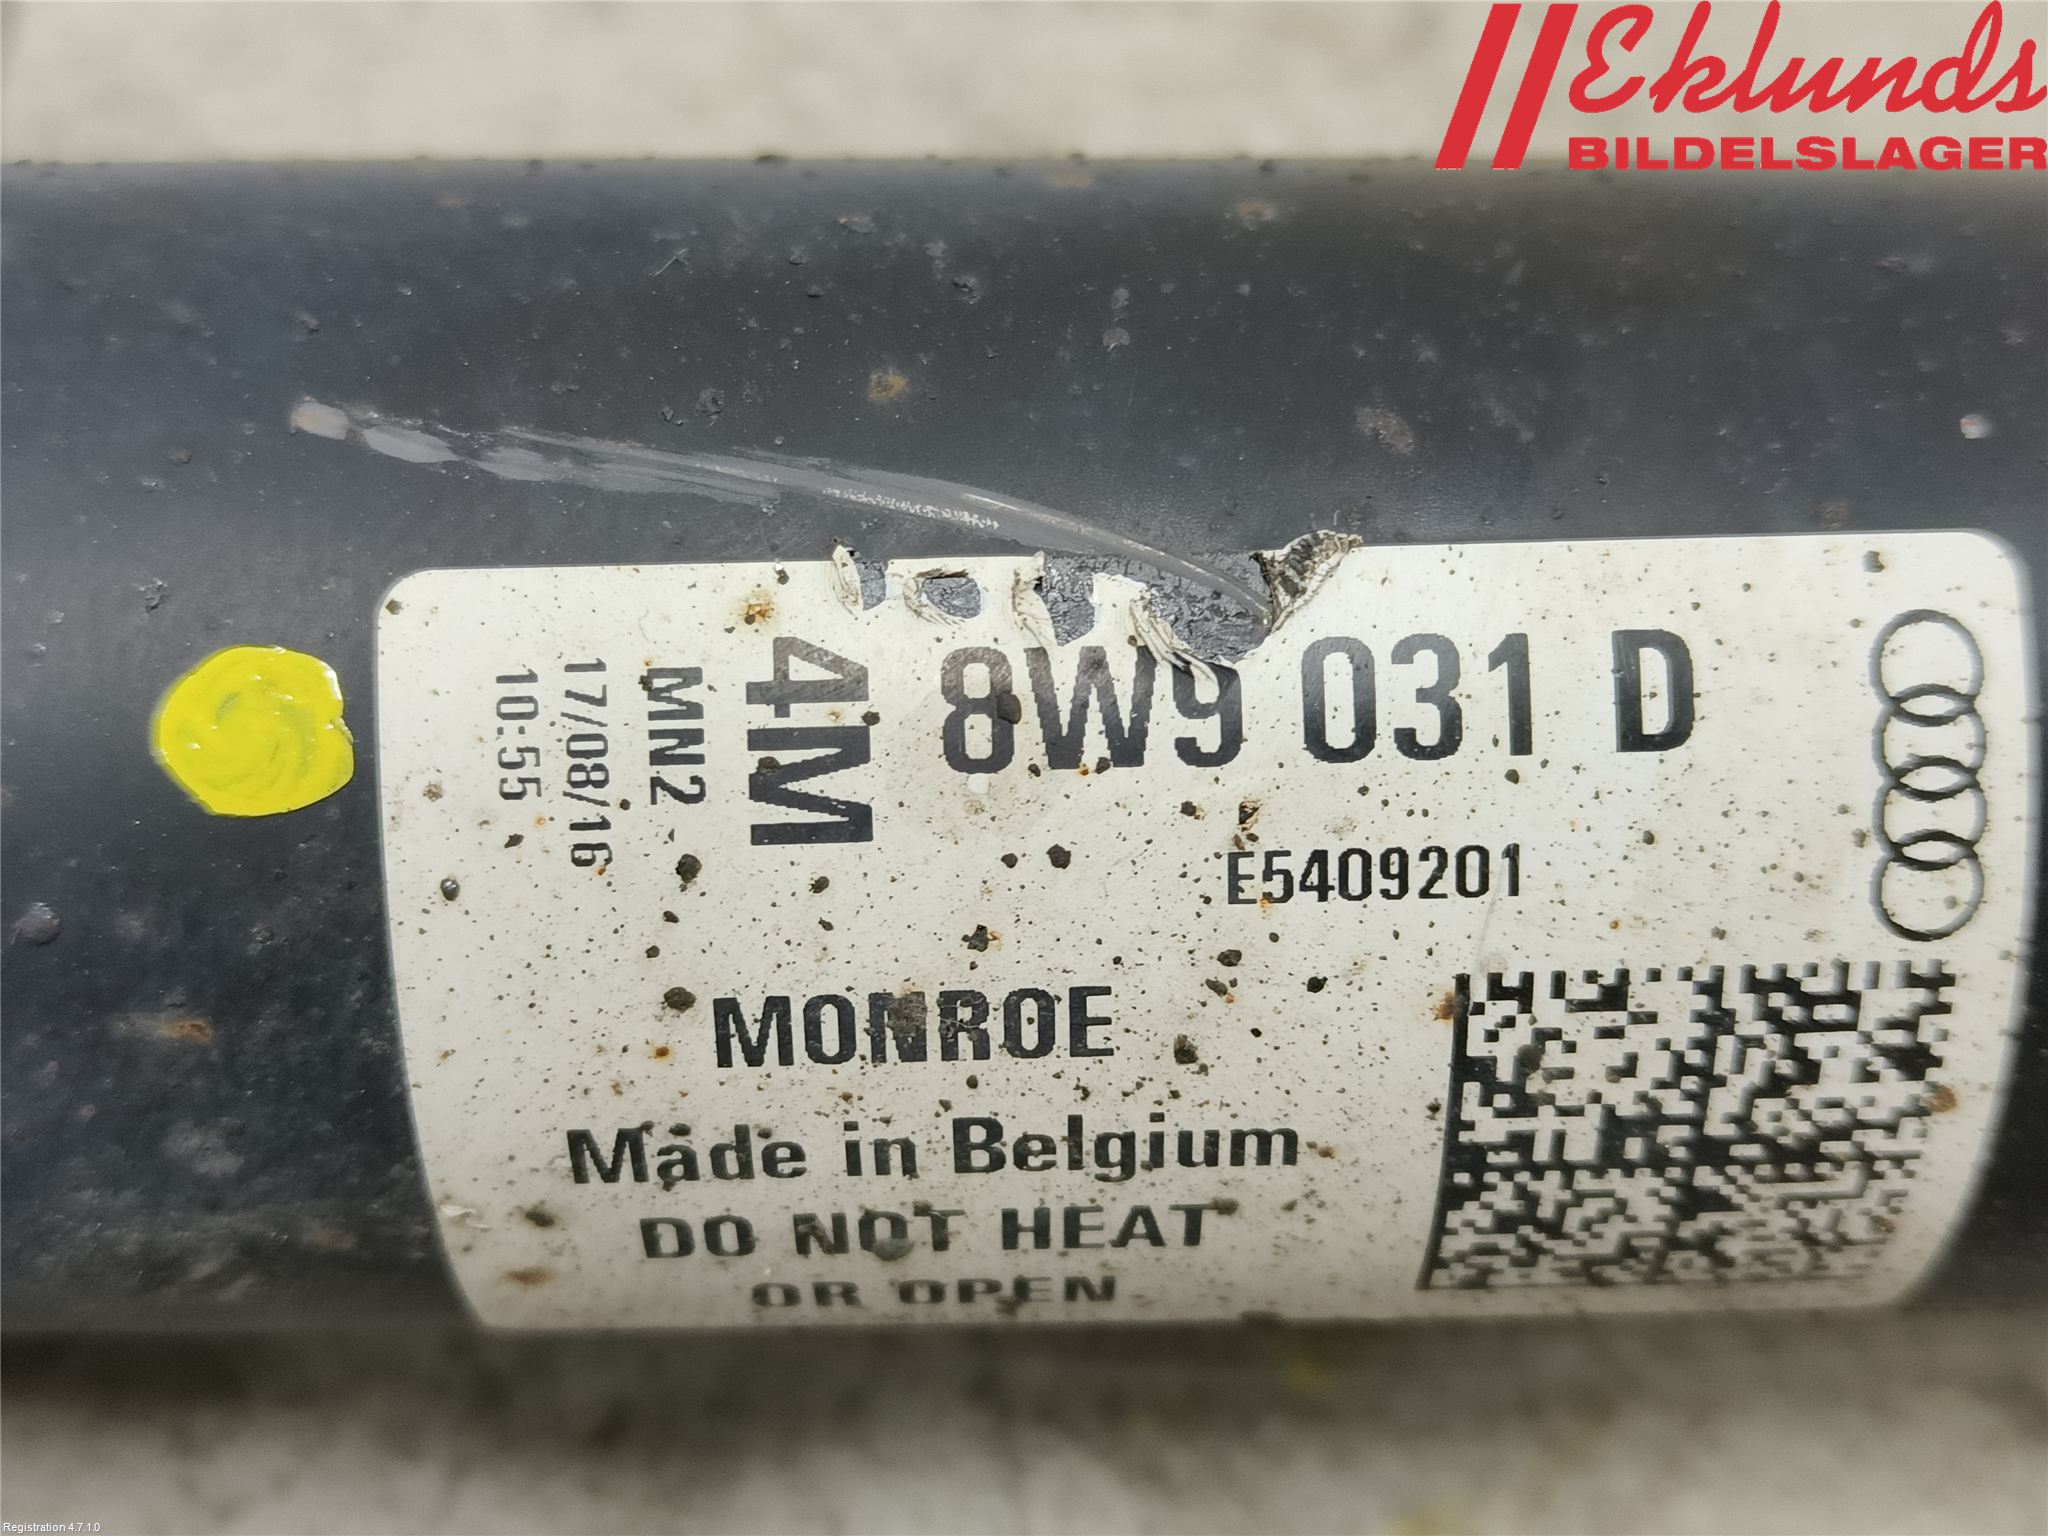 Eklunds
BILDELSLAGER
8W9 031 D
4M
MN2
17/08/16
10:55
E5409201
MONROE
Made in Belgium
DO NOT HEAT
OR OPEN
Registration 4.7.1.0